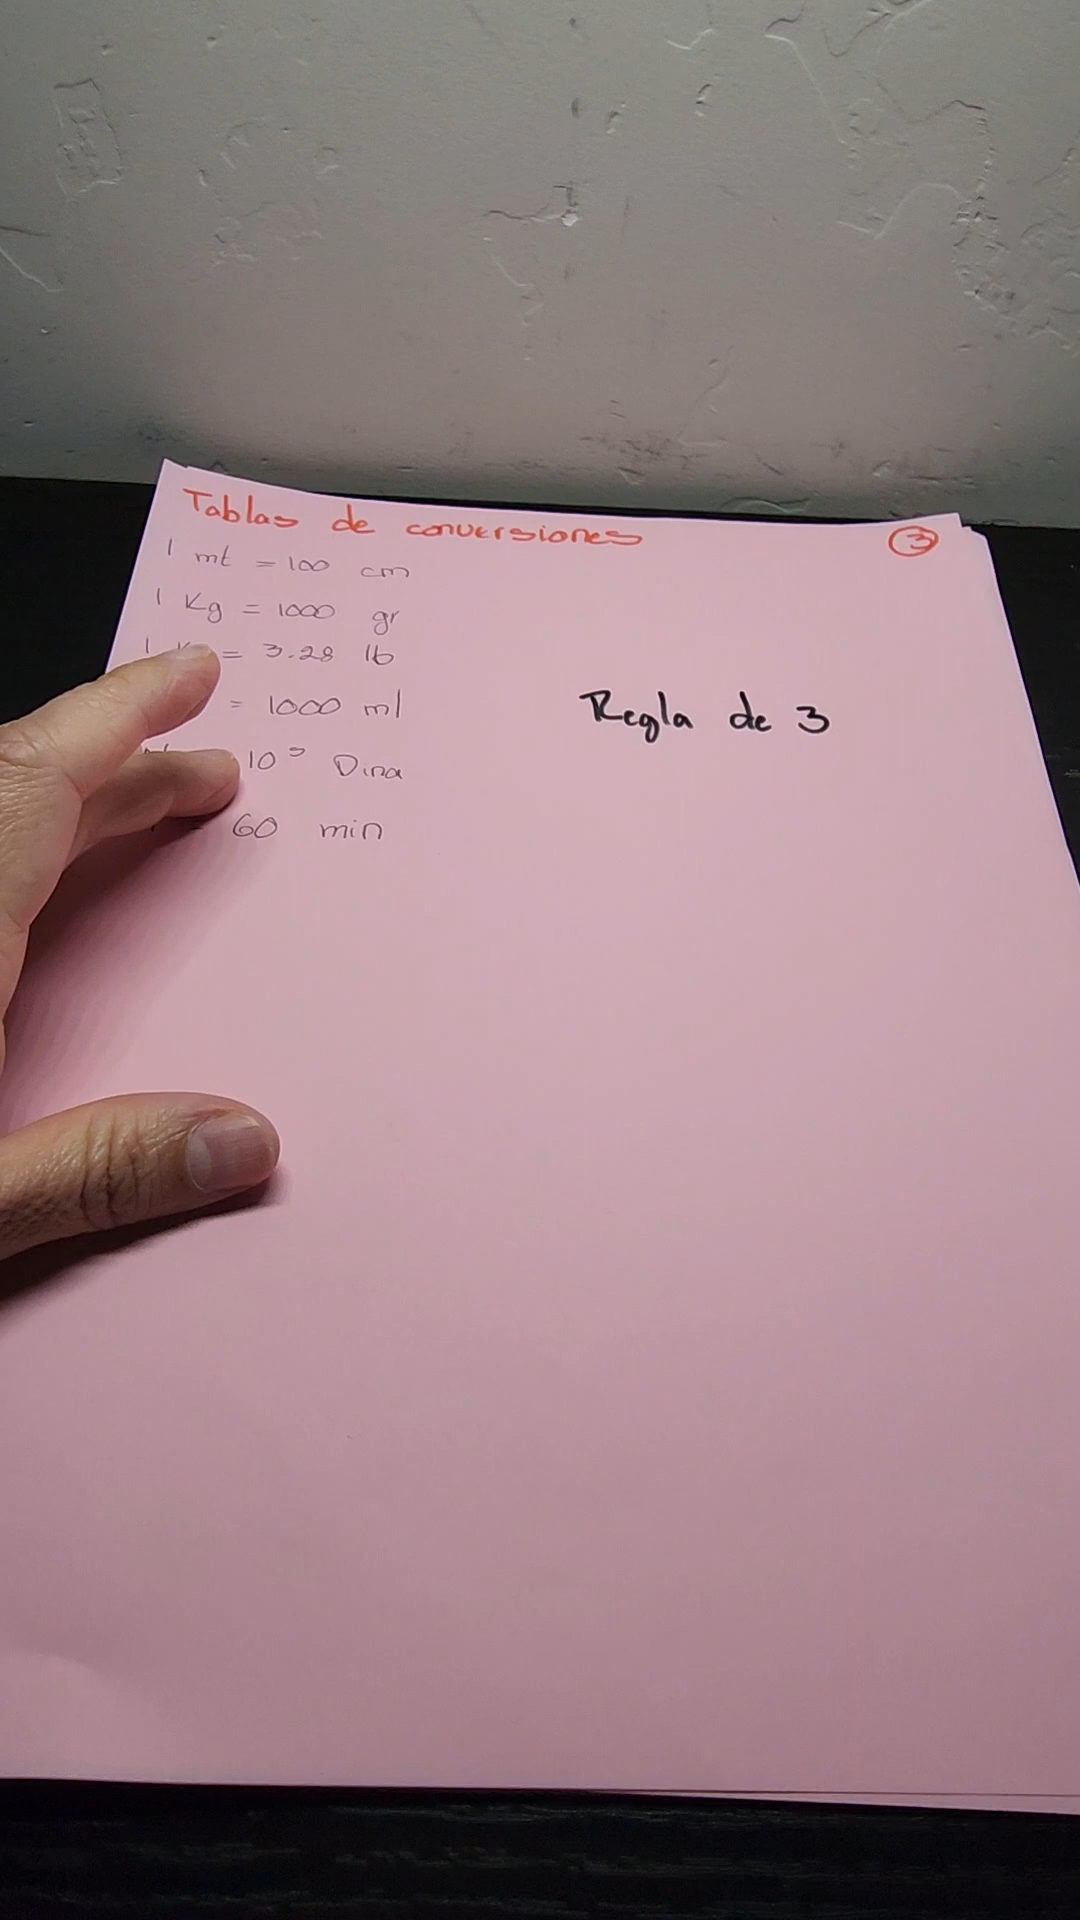 Tablas de conversiones
3
1 mt = 100 cm
1 Kg = 1000 gr
1 K = 3.28 lb
= 1000 ml
Regla de 3
10⁵ Dina
= 60 min